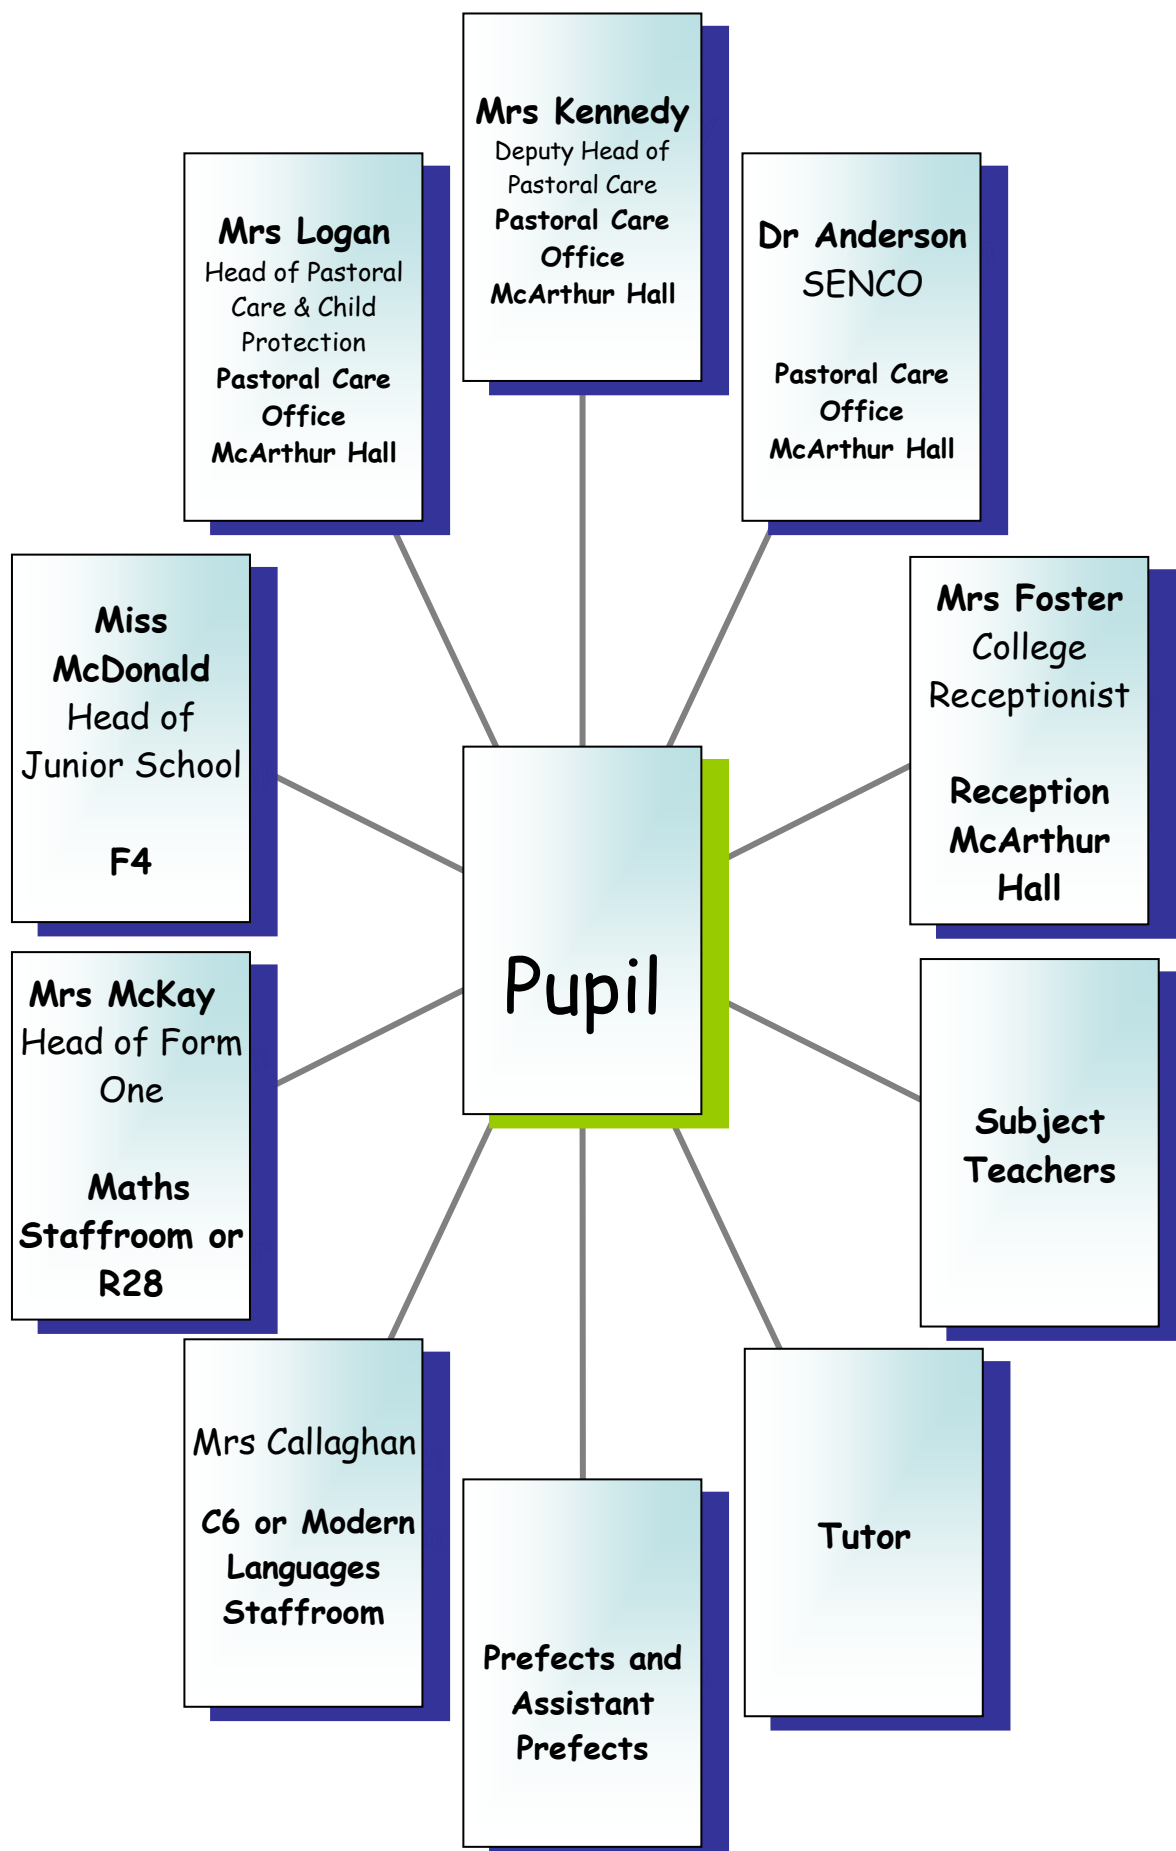 Mrs Kennedy
Deputy Head of
Pastoral Care
Pastoral Care
Office
McArthur Hall
Mrs Logan
Head of Pastoral
Care & Child
Protection
Pastoral Care
Office
McArthur Hall
Dr Anderson
SENCO
Pastoral Care
Office
McArthur Hall
Miss
McDonald
Head of
Junior School
F4
Mrs Foster
College
Receptionist
Reception
McArthur
Hall
Pupil
Mrs McKay
Head of Form
One
Maths
Staffroom or
R28
Subject
Teachers
Mrs Callaghan
C6 or Modern
Languages
Staffroom
Tutor
Prefects and
Assistant
Prefects